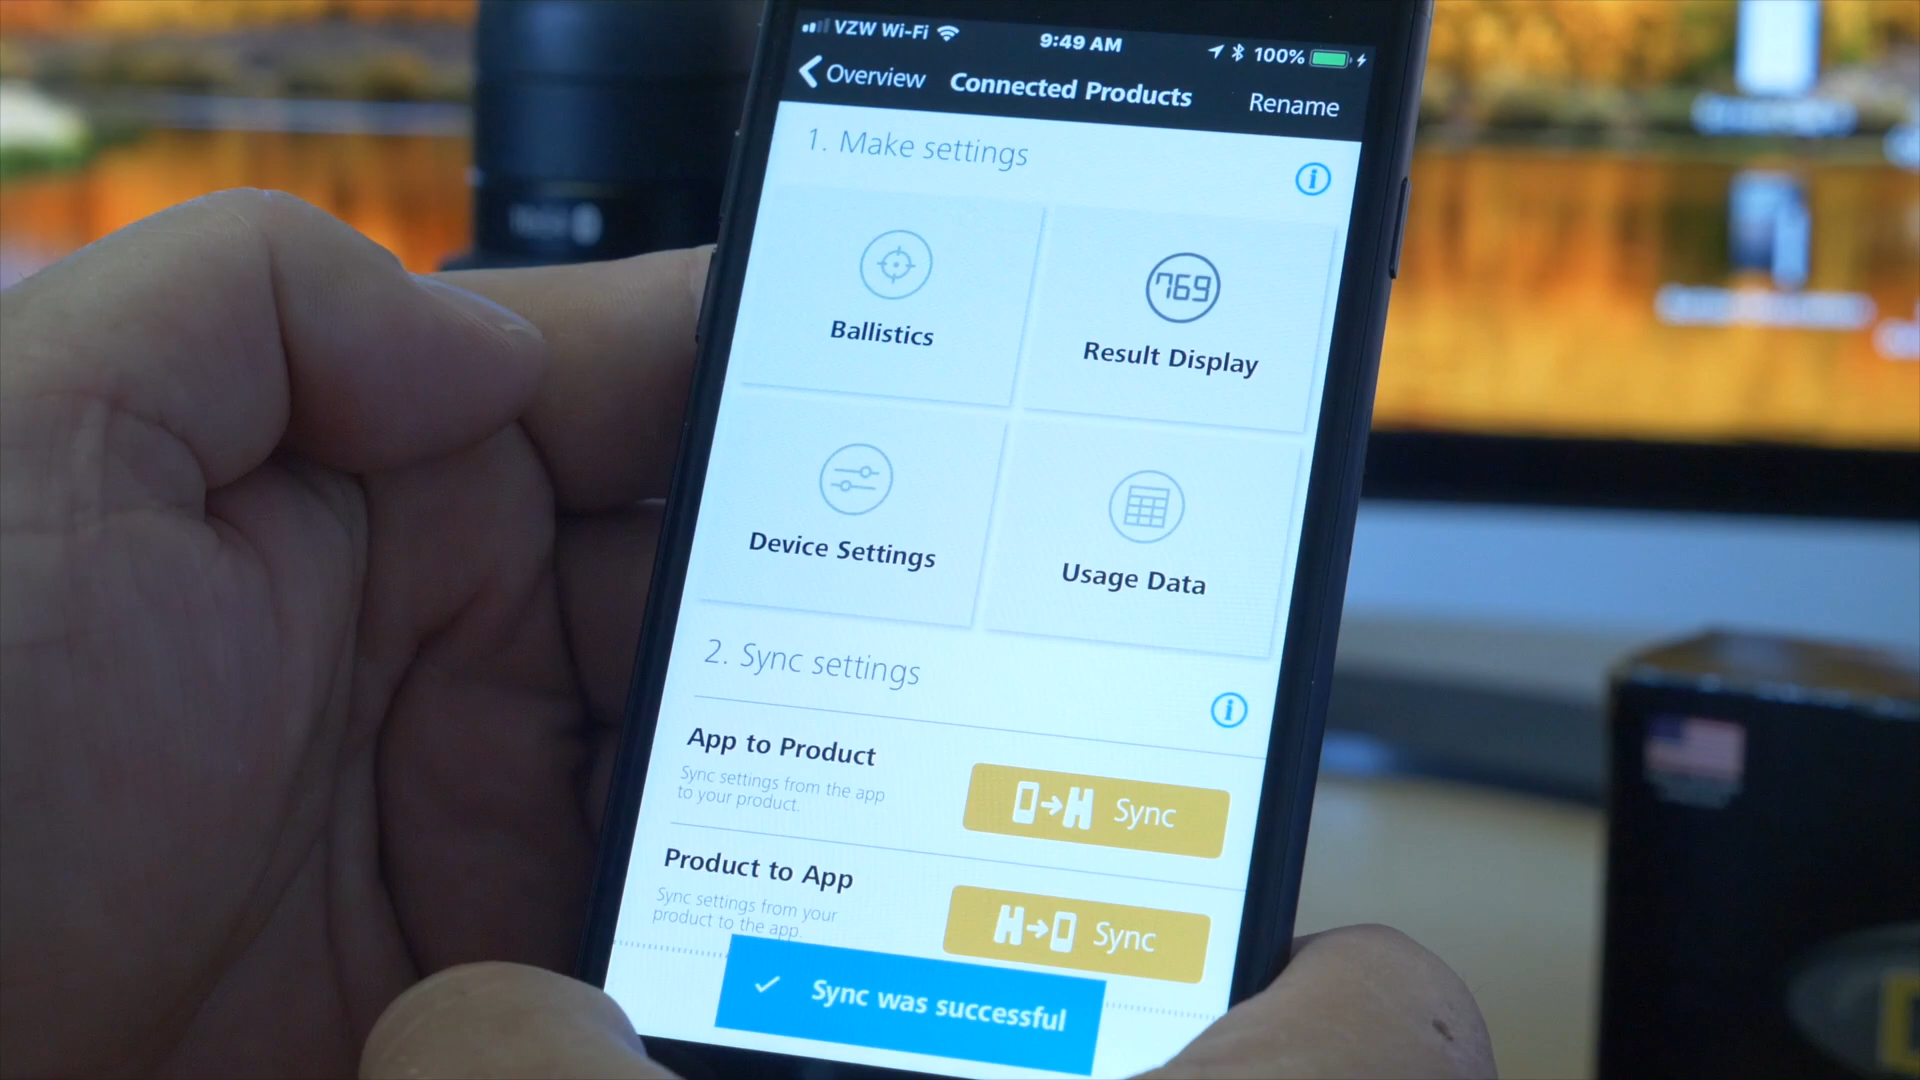 VZW Wi-Fi 9:49 AM 100%
Overview Connected Products Rename
1. Make settings
Ballistics
769
Result Display
Device Settings
Usage Data
2. Sync settings
App to Product
Sync settings from the app
to your product.
Sync
Product to App
Sync settings from your
product to the app.
Sync
Sync was successful